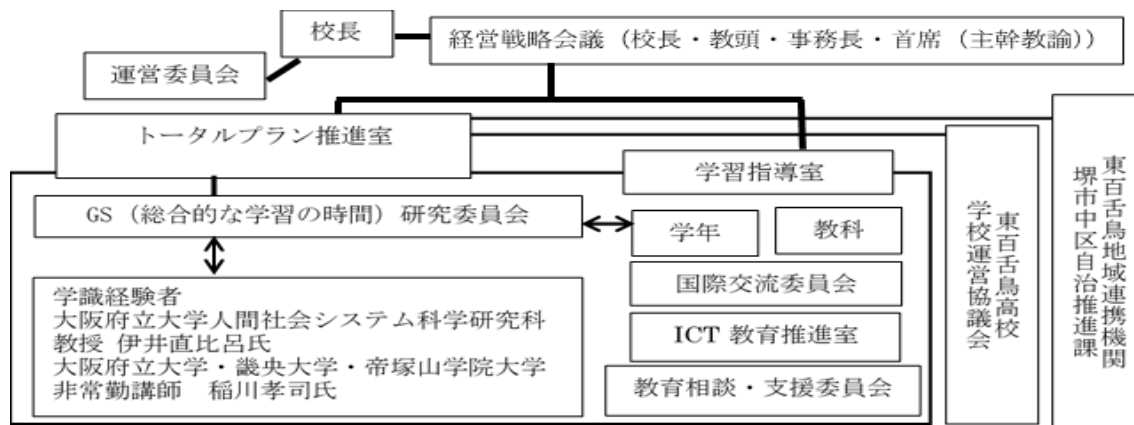 校長
経営戦略会議（校長・教頭・事務長・首席（主幹教諭））
運営委員会
トータルプラン推進室
学習指導室
GS（総合的な学習の時間）研究委員会
学年
教科
国際交流委員会
ICT 教育推進室
教育相談・支援委員会
学識経験者
大阪府立大学人間社会システム科学研究科
教授 伊井直比呂氏
大阪府立大学・畿央大学・帝塚山学院大学
非常勤講師　稲川孝司氏
東百舌鳥高校
学校運営協議会
東百舌鳥地域連携機関
堺市中区自治推進課